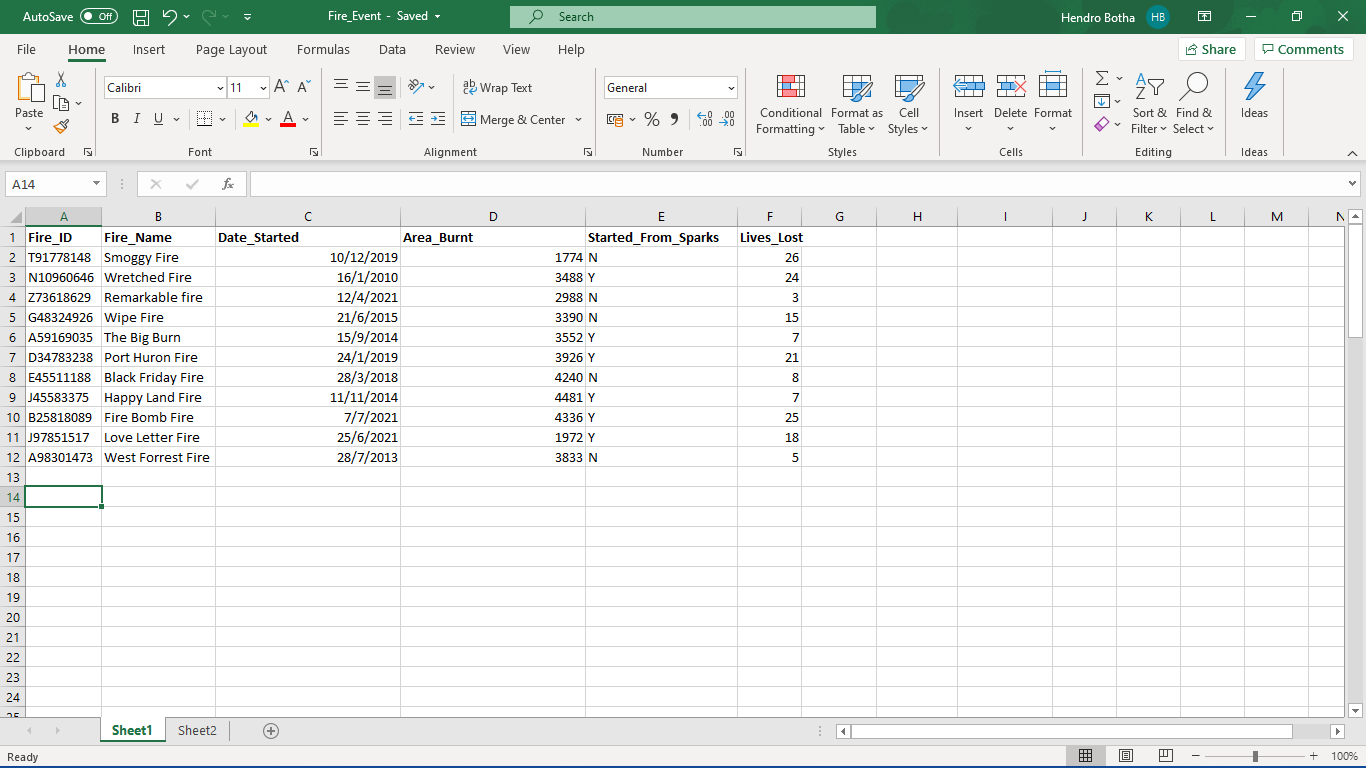 AutoSave Off Fire_Event - Saved Search Hendro Botha HB
File Home Insert Page Layout Formulas Data Review View Help Share Comments
Paste Calibri 11 A A Wrap Text General Conditional Formatting Format as Table Cell Styles Insert Delete Format Sort & Filter Find & Select Ideas
B I U A Merge & Center % 
Clipboard Font Alignment Number Styles Cells Editing Ideas
A14 fx
A B C D E F G H I J K L M N
1 Fire_ID Fire_Name Date_Started Area_Burnt Started_From_Sparks Lives_Lost
2 T91778148 Smoggy Fire 10/12/2019 1774 N 26
3 N10960646 Wretched Fire 16/1/2010 3488 Y 24
4 Z73618629 Remarkable fire 12/4/2021 2988 N 3
5 G48324926 Wipe Fire 21/6/2015 3390 N 15
6 A59169035 The Big Burn 15/9/2014 3552 Y 7
7 D34783238 Port Huron Fire 24/1/2019 3926 Y 21
8 E45511188 Black Friday Fire 28/3/2018 4240 N 8
9 J45583375 Happy Land Fire 11/11/2014 4481 Y 7
10 B25818089 Fire Bomb Fire 7/7/2021 4336 Y 25
11 J97851517 Love Letter Fire 25/6/2021 1972 Y 18
12 A98301473 West Forrest Fire 28/7/2013 3833 N 5
13
14
15
16
17
18
19
20
21
22
23
24
25
Sheet1 Sheet2
Ready 100%